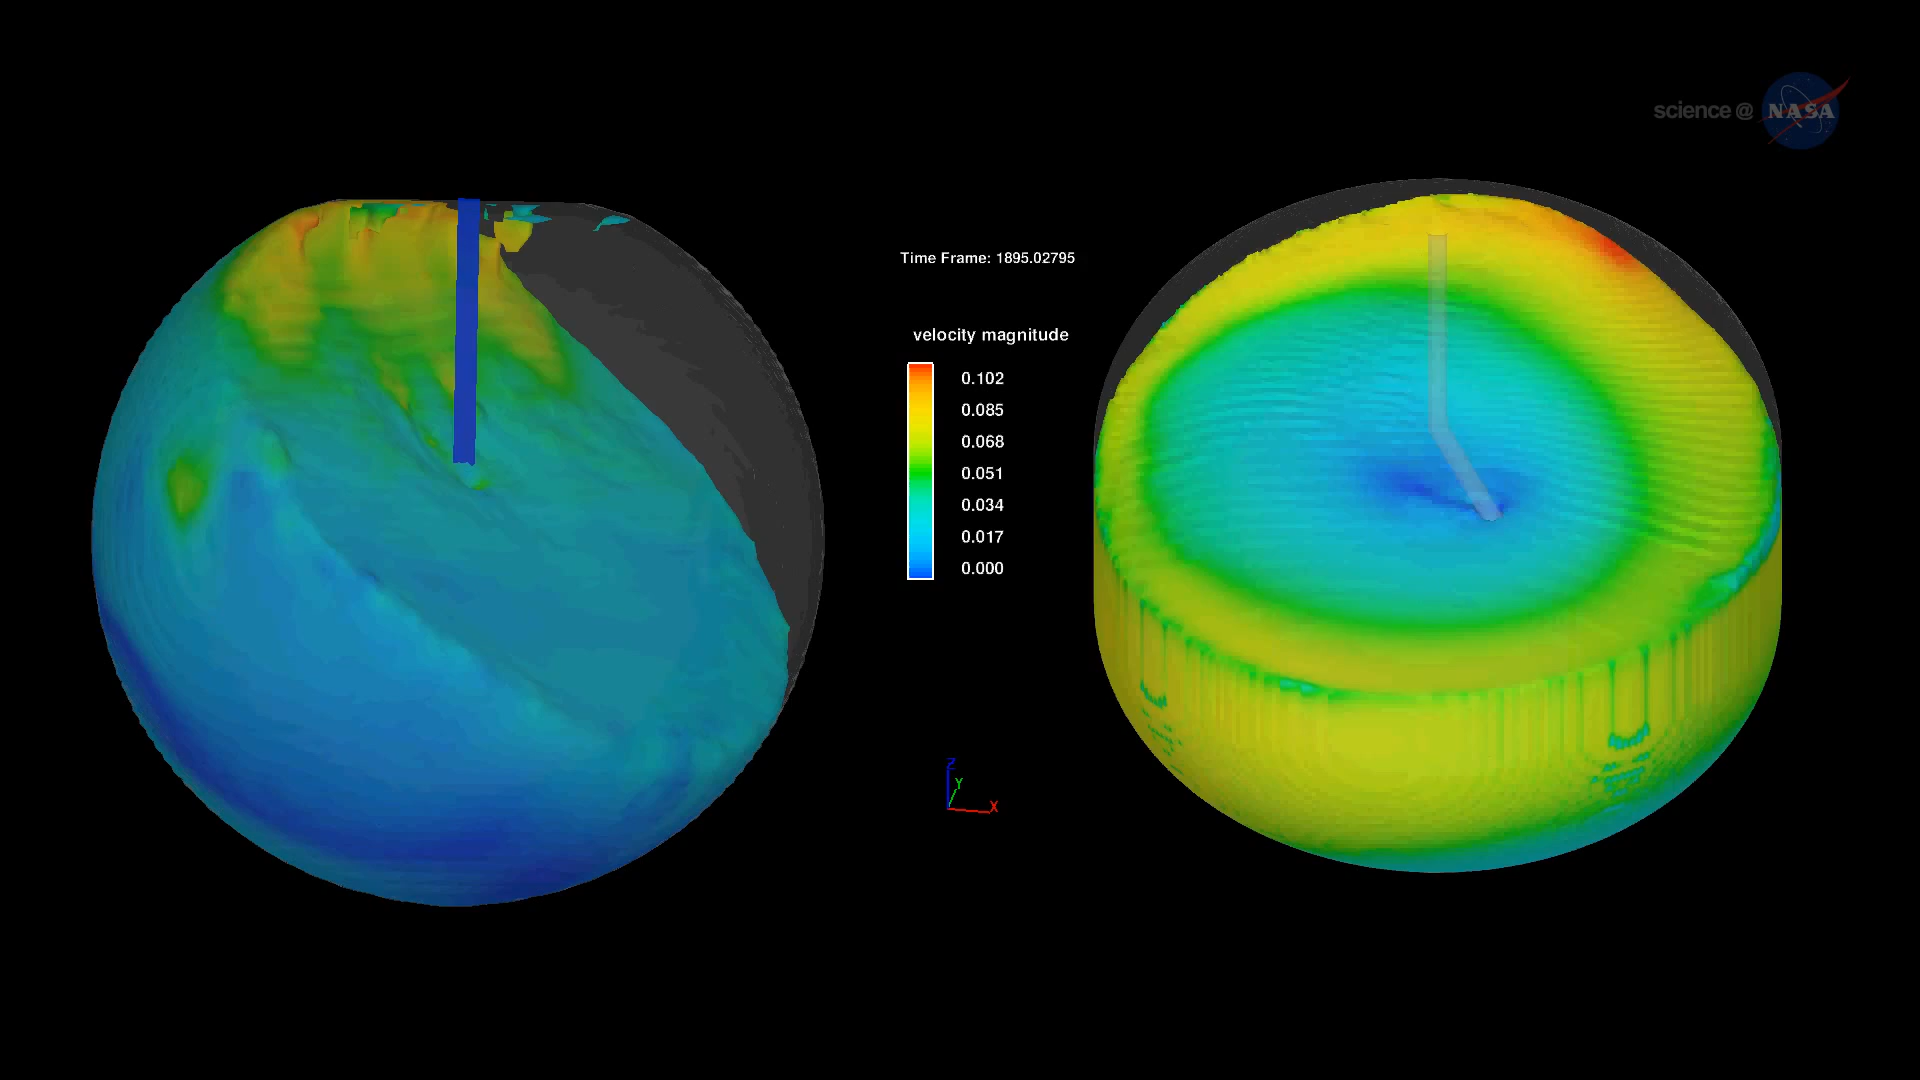 science @ NASA
Time Frame: 1895.02795
velocity magnitude
0.102
0.085
0.068
0.051
0.034
0.017
0.000
Z
Y
X